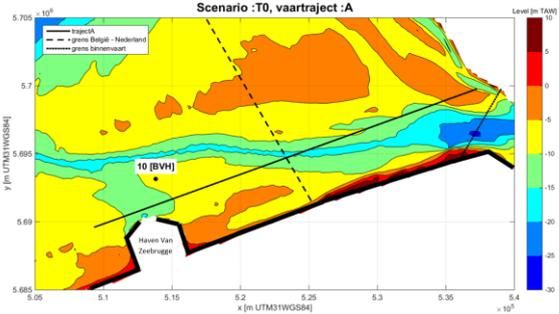 Scenario :T0, vaartraject :A
Level [m TAW]
5.705
×10⁶
trajectA
grens België - Nederland
grens binnenvaart
10
5
0
-5
-10
-15
-20
-25
-30
5.7
5.695
5.69
5.685
y [m UTM31WGS84]
10 [BVH]
Haven Van
Zeebrugge
5.05
5.1
5.15
5.2
5.25
5.3
5.35
5.4
x [m UTM31WGS84]
×10⁵